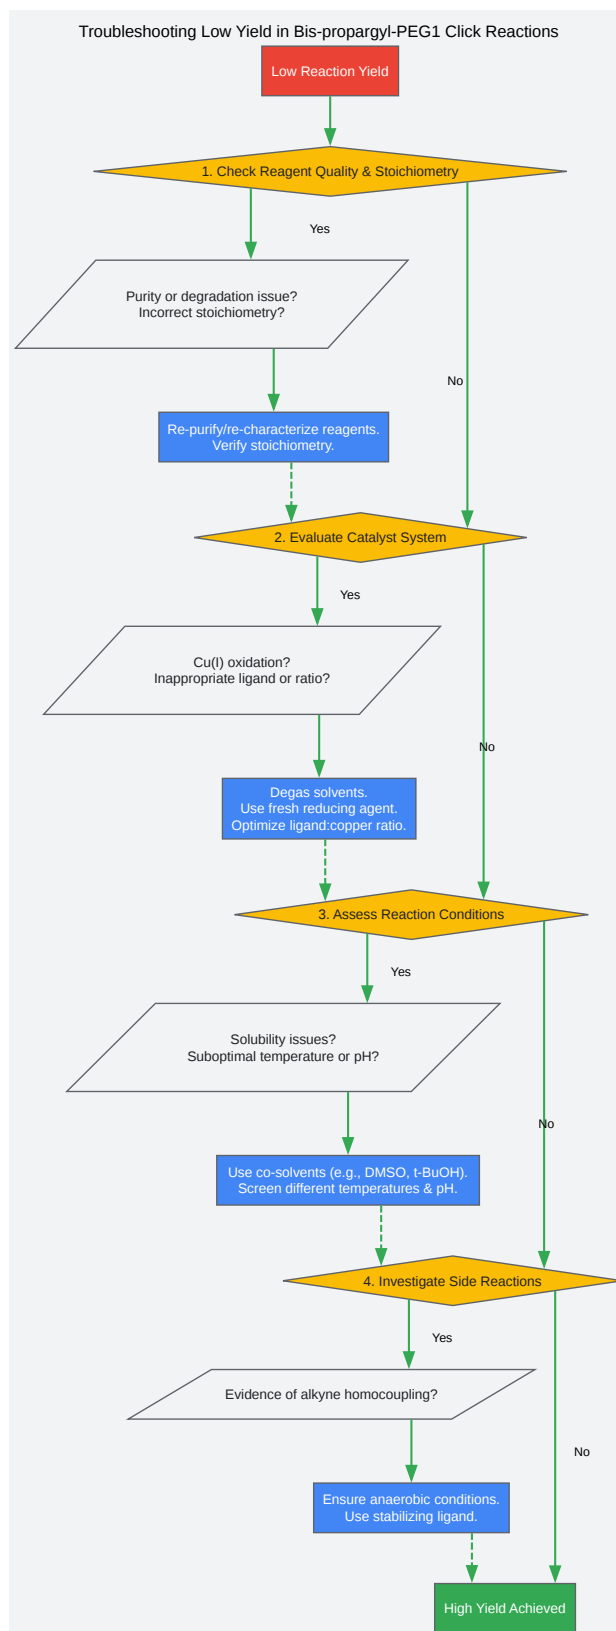 Troubleshooting Low Yield in Bis-propargyl-PEG1 Click Reactions
Low Reaction Yield
1. Check Reagent Quality & Stoichiometry
Yes
Purity or degradation issue?
Incorrect stoichiometry?
No
Re-purify/re-characterize reagents.
Verify stoichiometry.
2. Evaluate Catalyst System
Yes
Cu(I) oxidation?
Inappropriate ligand or ratio?
No
Degas solvents.
Use fresh reducing agent.
Optimize ligand:copper ratio.
3. Assess Reaction Conditions
Yes
Solubility issues?
Suboptimal temperature or pH?
No
Use co-solvents (e.g., DMSO, t-BuOH).
Screen different temperatures & pH.
4. Investigate Side Reactions
Yes
Evidence of alkyne homocoupling?
No
Ensure anaerobic conditions.
Use stabilizing ligand.
High Yield Achieved